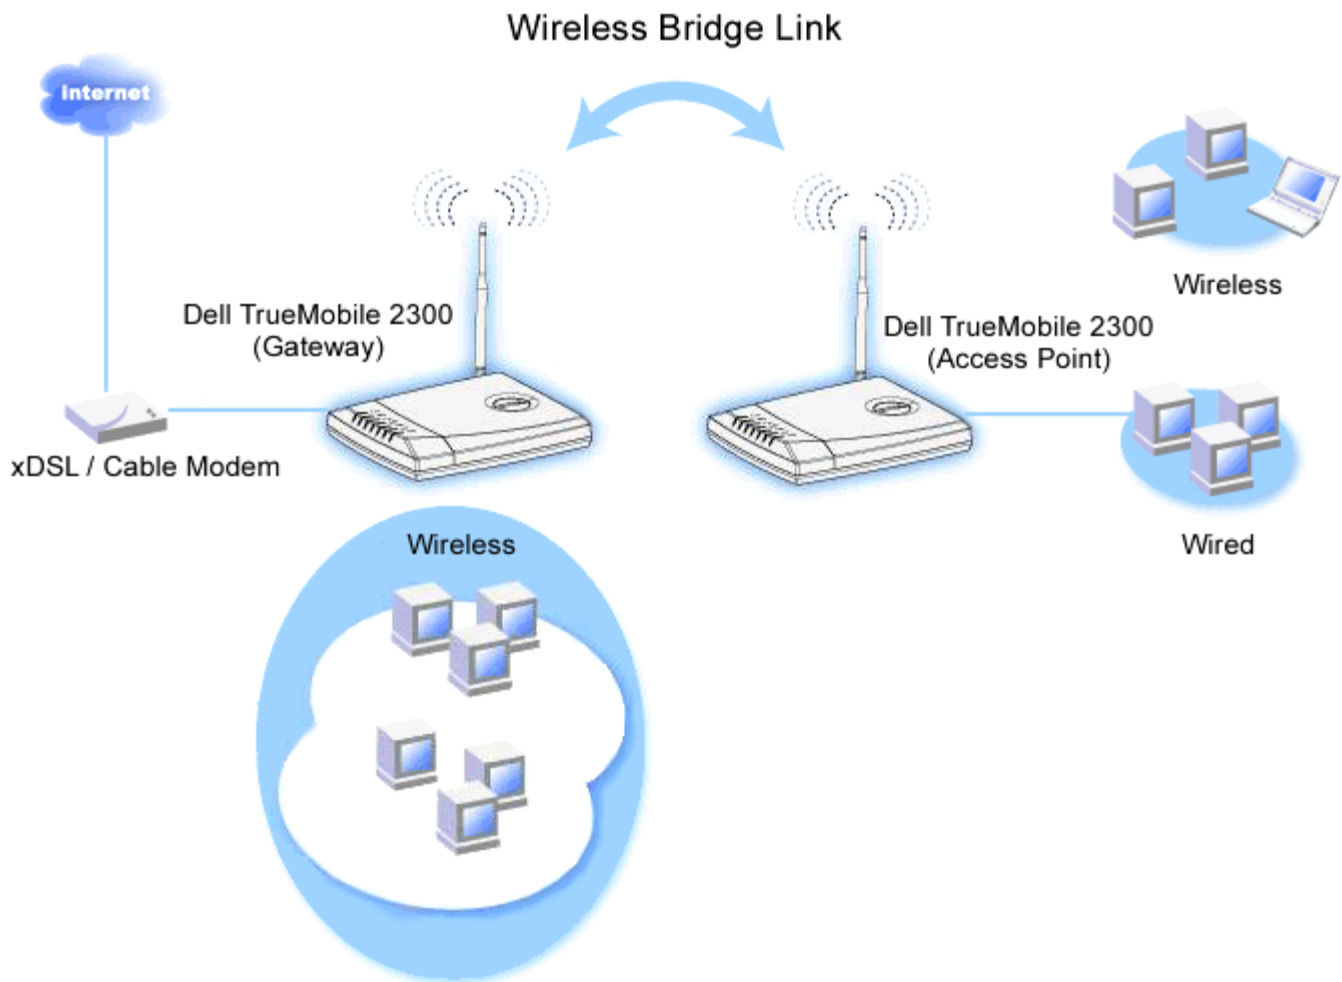 Wireless Bridge Link
internet
Wireless
Dell TrueMobile 2300
(Gateway)
Dell TrueMobile 2300
(Access Point)
xDSL / Cable Modem
Wireless
Wired